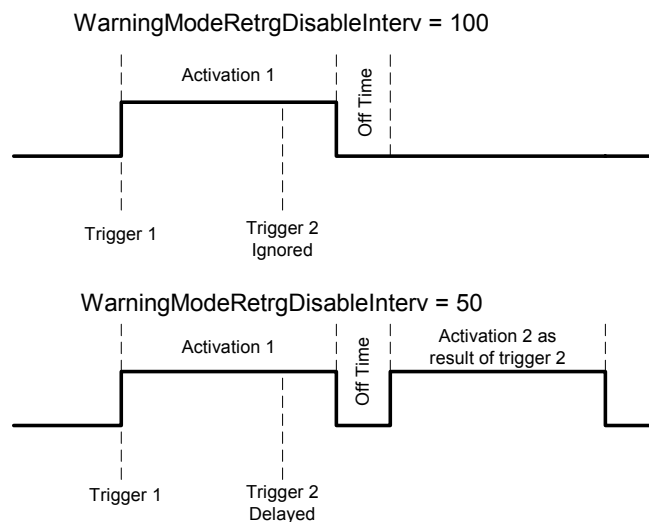 WarningModeRetrgDisableInterv = 100
Activation 1
Off Time
Trigger 1
Trigger 2
Ignored
WarningModeRetrgDisableInterv = 50
Activation 1
Off Time
Activation 2 as
result of trigger 2
Trigger 1
Trigger 2
Delayed